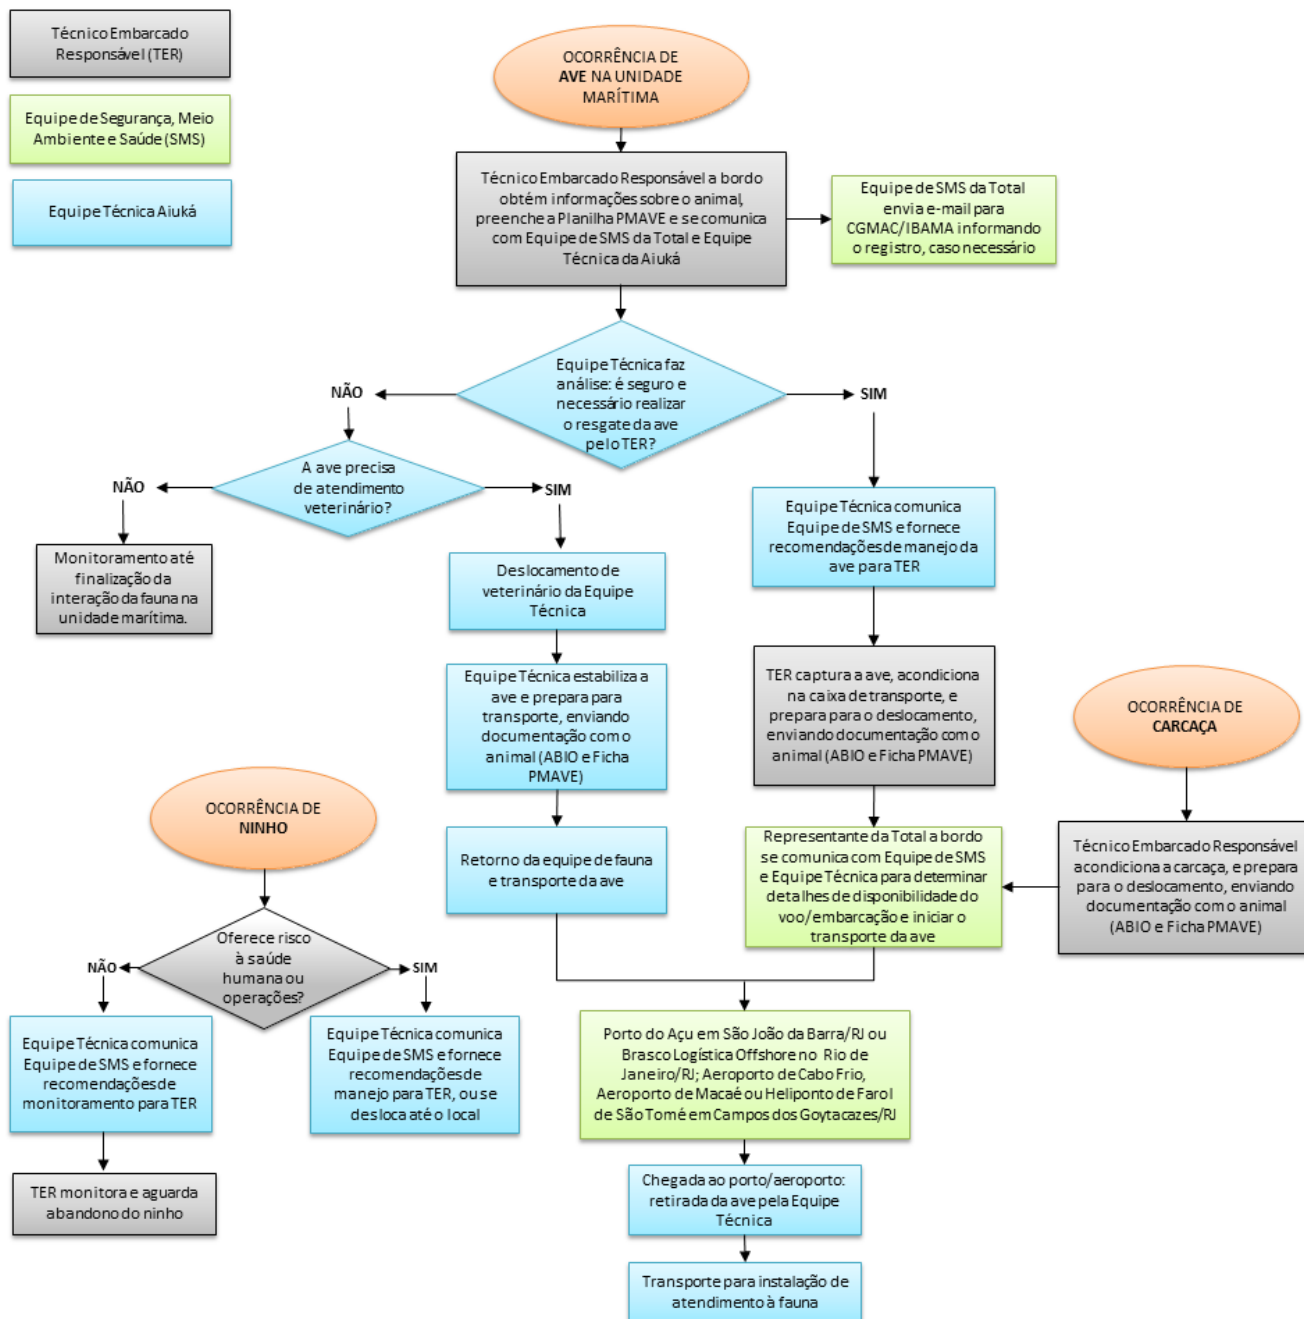 Técnico Embarcado
Responsável (TER)
Equipe de Segurança, Meio
Ambiente e Saúde (SMS)
Equipe Técnica Aiuká
OCORRÊNCIA DE
AVE NA UNIDADE
MARÍTIMA
Técnico Embarcado Responsável a bordo
obtém informações sobre o animal,
preenche a Planilha PMAVE e se comunica
com Equipe de SMS da Total e Equipe
Técnica da Aiuká
Equipe de SMS da Total
envia e-mail para
CGMAC/IBAMA informando
o registro, caso necessário
Equipe Técnica faz
análise: é seguro e
necessário realizar
o resgate da ave
pelo TER?
NÃO
SIM
A ave precisa
de atendimento
veterinário?
NÃO
SIM
Monitoramento até
finalização da
interação da fauna na
unidade marítima.
Deslocamento de
veterinário da Equipe
Técnica
Equipe Técnica estabiliza a
ave e prepara para
transporte, enviando
documentação com o
animal (ABIO e Ficha
PMAVE)
Retorno da equipe de fauna
e transporte da ave
Equipe Técnica comunica
Equipe de SMS e fornece
recomendações de manejo da
ave para TER
TER captura a ave, acondiciona
na caixa de transporte, e
prepara para o deslocamento,
enviando documentação com o
animal (ABIO e Ficha PMAVE)
Representante da Total a bordo
se comunica com Equipe de SMS
e Equipe Técnica para determinar
detalhes de disponibilidade do
voo/embarcação e iniciar o
transporte da ave
OCORRÊNCIA DE
CARCAÇA
Técnico Embarcado Responsável
acondiciona a carcaça, e prepara
para o deslocamento, enviando
documentação com o animal
(ABIO e Ficha PMAVE)
OCORRÊNCIA DE
NINHO
Oferece risco
à saúde
humana ou
operações?
NÃO
SIM
Equipe Técnica comunica
Equipe de SMS e fornece
recomendações de
monitoramento para TER
Equipe Técnica comunica
Equipe de SMS e fornece
recomendações de
manejo para TER, ou se
desloca até o local
TER monitora e aguarda
abandono do ninho
Porto do Açu em São João da Barra/RJ ou
Brasco Logística Offshore no Rio de
Janeiro/RJ; Aeroporto de Cabo Frio,
Aeroporto de Macaé ou Heliponto de Farol
de São Tomé em Campos dos Goytacazes/RJ
Chegada ao porto/aeroporto:
retirada da ave pela Equipe
Técnica
Transporte para instalação de
atendimento à fauna